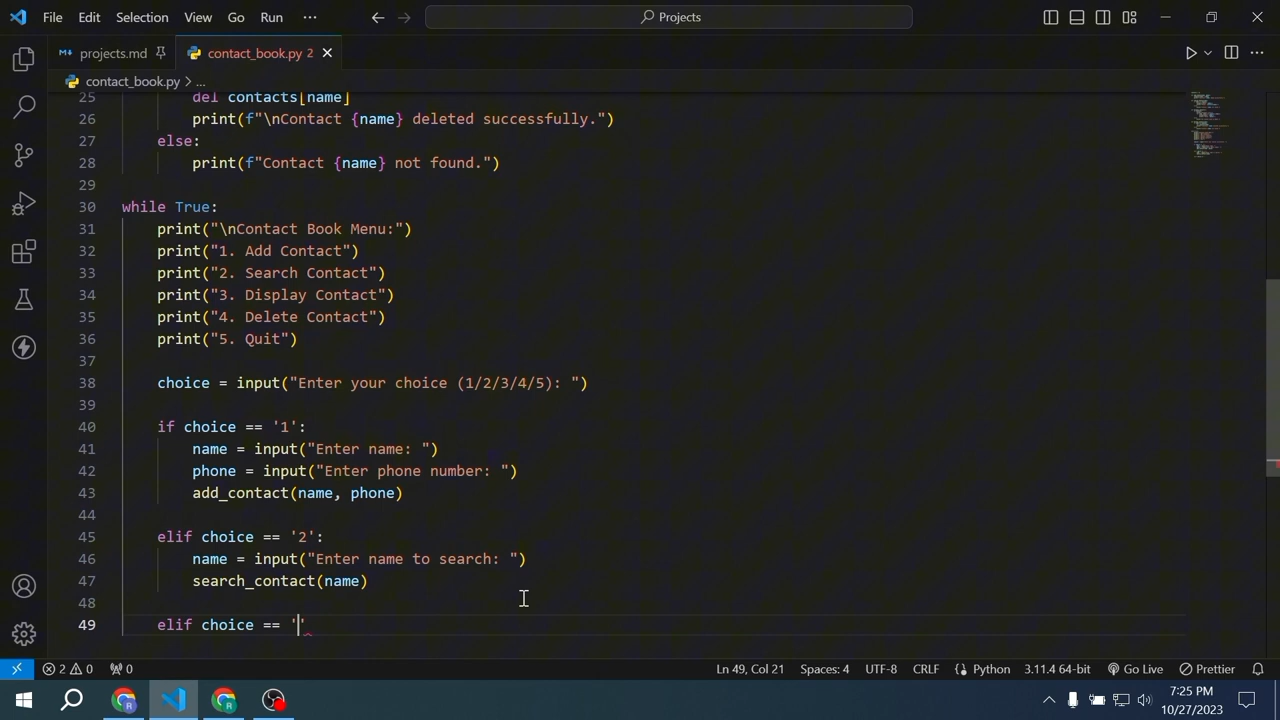 File Edit Selection View Go Run ··· Projects
projects.md contact_book.py 2
contact_book.py > ...
25 del contacts[name]
26 print(f"\nContact {name} deleted successfully.")
27 else:
28 print(f"Contact {name} not found.")
29
30 while True:
31 print("\nContact Book Menu:")
32 print("1. Add Contact")
33 print("2. Search Contact")
34 print("3. Display Contact")
35 print("4. Delete Contact")
36 print("5. Quit")
37
38 choice = input("Enter your choice (1/2/3/4/5): ")
39
40 if choice == '1':
41 name = input("Enter name: ")
42 phone = input("Enter phone number: ")
43 add_contact(name, phone)
44
45 elif choice == '2':
46 name = input("Enter name to search: ")
47 search_contact(name)
48
49 elif choice == ''
2 0 0 Ln 49, Col 21 Spaces: 4 UTF-8 CRLF Python 3.11.4 64-bit Go Live Prettier
7:25 PM
10/27/2023